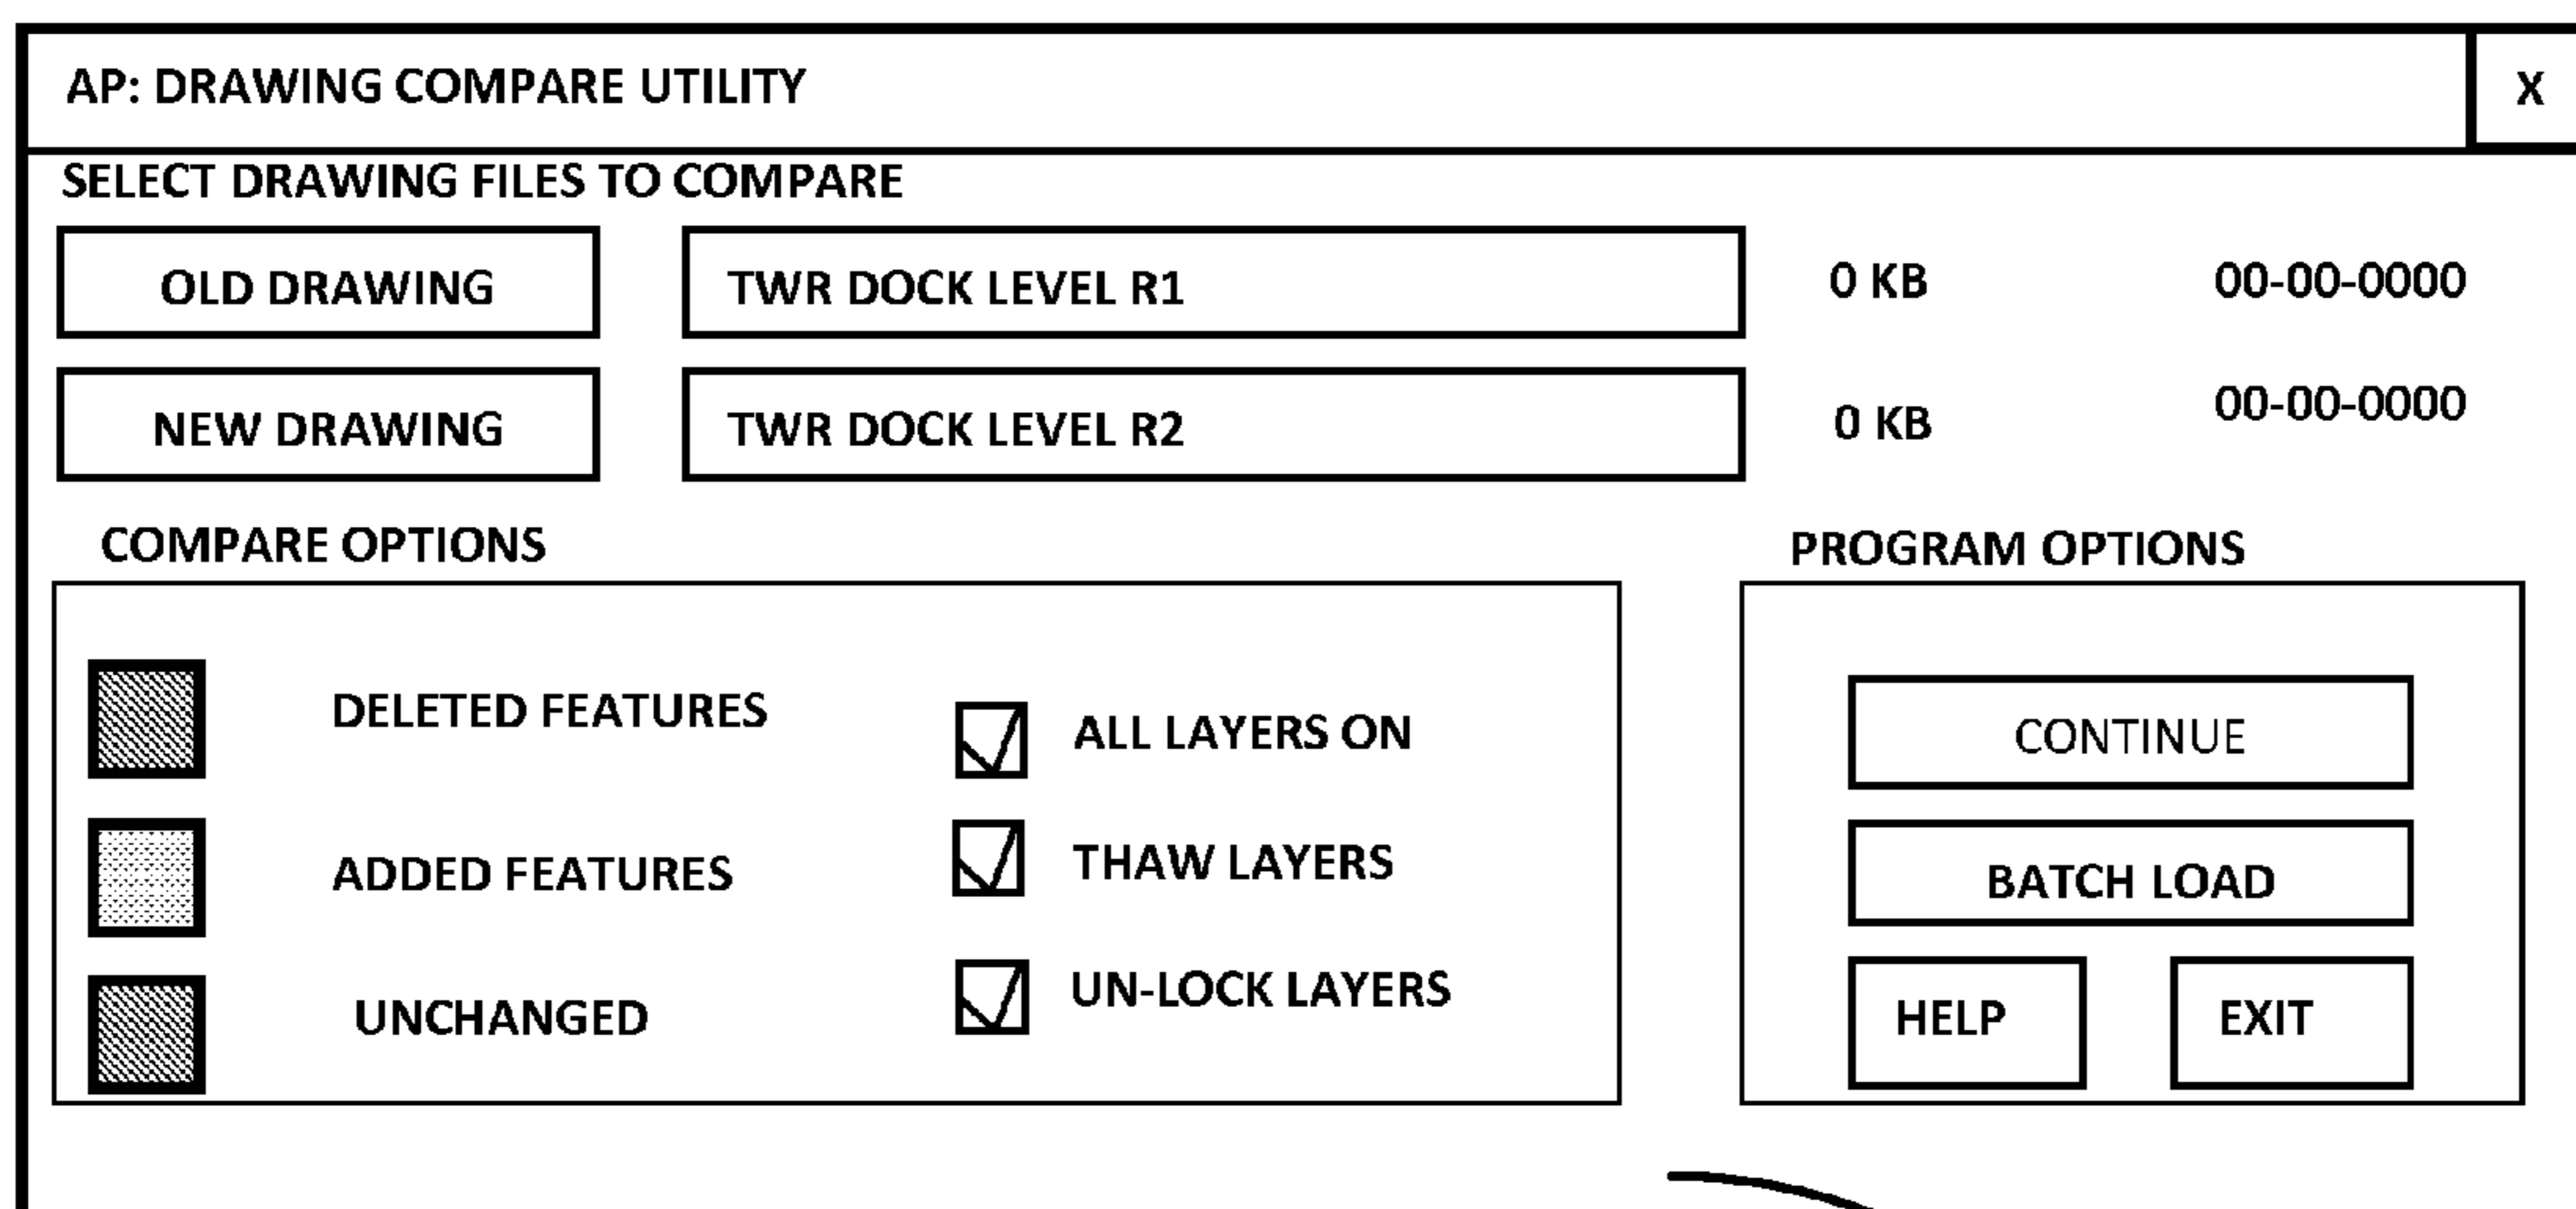 AP: DRAWING COMPARE UTILITY
X
SELECT DRAWING FILES TO COMPARE
OLD DRAWING
TWR DOCK LEVEL R1
0 KB
00-00-0000
NEW DRAWING
TWR DOCK LEVEL R2
0 KB
00-00-0000
COMPARE OPTIONS
DELETED FEATURES
ADDED FEATURES
UNCHANGED
ALL LAYERS ON
THAW LAYERS
UN-LOCK LAYERS
PROGRAM OPTIONS
CONTINUE
BATCH LOAD
HELP
EXIT